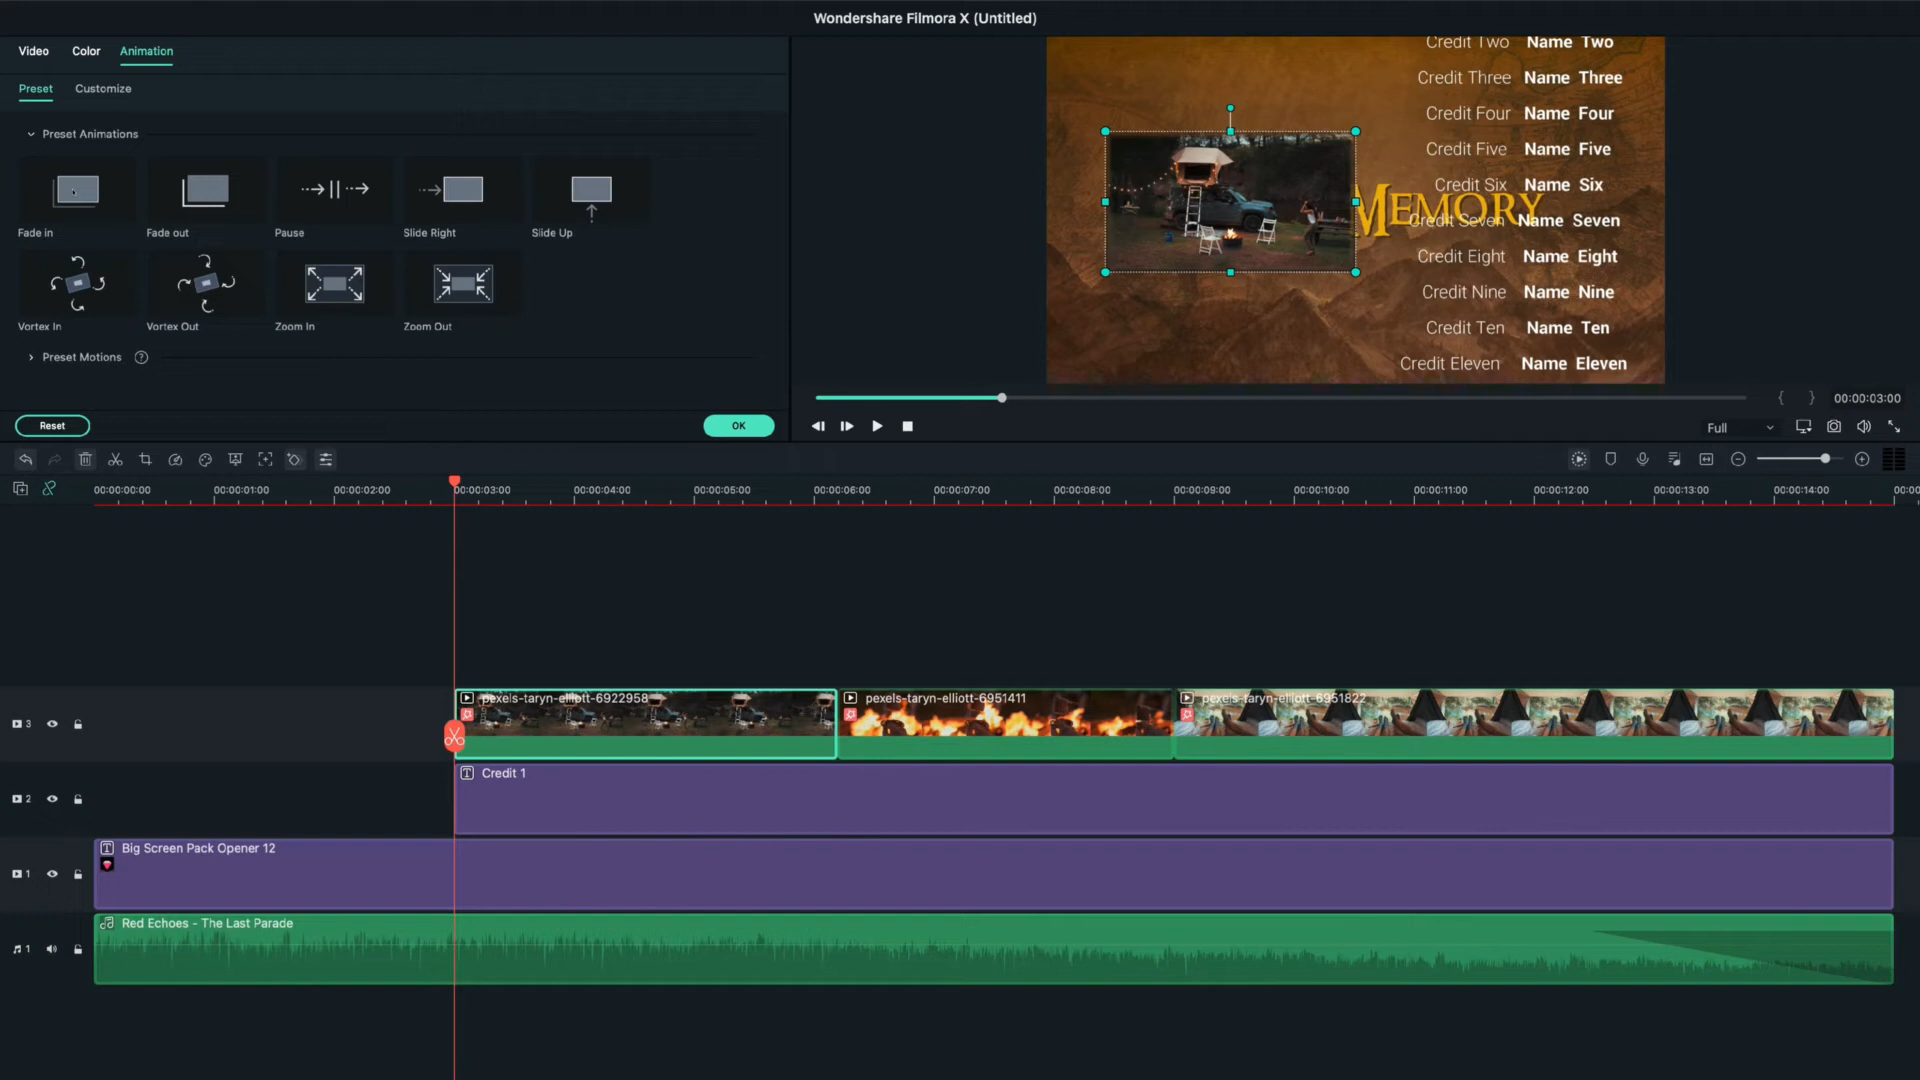 Wondershare Filmora X (Untitled)
Video Color Animation
Preset Customize
Preset Animations
Fade in Fade out Pause Slide Right Slide Up
Vortex In Vortex Out Zoom In Zoom Out
Preset Motions ?
Reset OK
Credit Two Name Two
Credit Three Name Three
Credit Four Name Four
Credit Five Name Five
Credit Six Name Six
MEMORY
Credit Seven Name Seven
Credit Eight Name Eight
Credit Nine Name Nine
Credit Ten Name Ten
Credit Eleven Name Eleven
{ } 00:00:03:00
Full
00:00:00:00 00:00:01:00 00:00:02:00 00:00:03:00 00:00:04:00 00:00:05:00 00:00:06:00 00:00:07:00 00:00:08:00 00:00:09:00 00:00:10:00 00:00:11:00 00:00:12:00 00:00:13:00 00:00:14:00 00:00
pexels-taryn-elliott-6922958 pexels-taryn-elliott-6951411 pexels-taryn-elliott-6951822
3
T Credit 1
2
T Big Screen Pack Opener 12
1
Red Echoes - The Last Parade
1